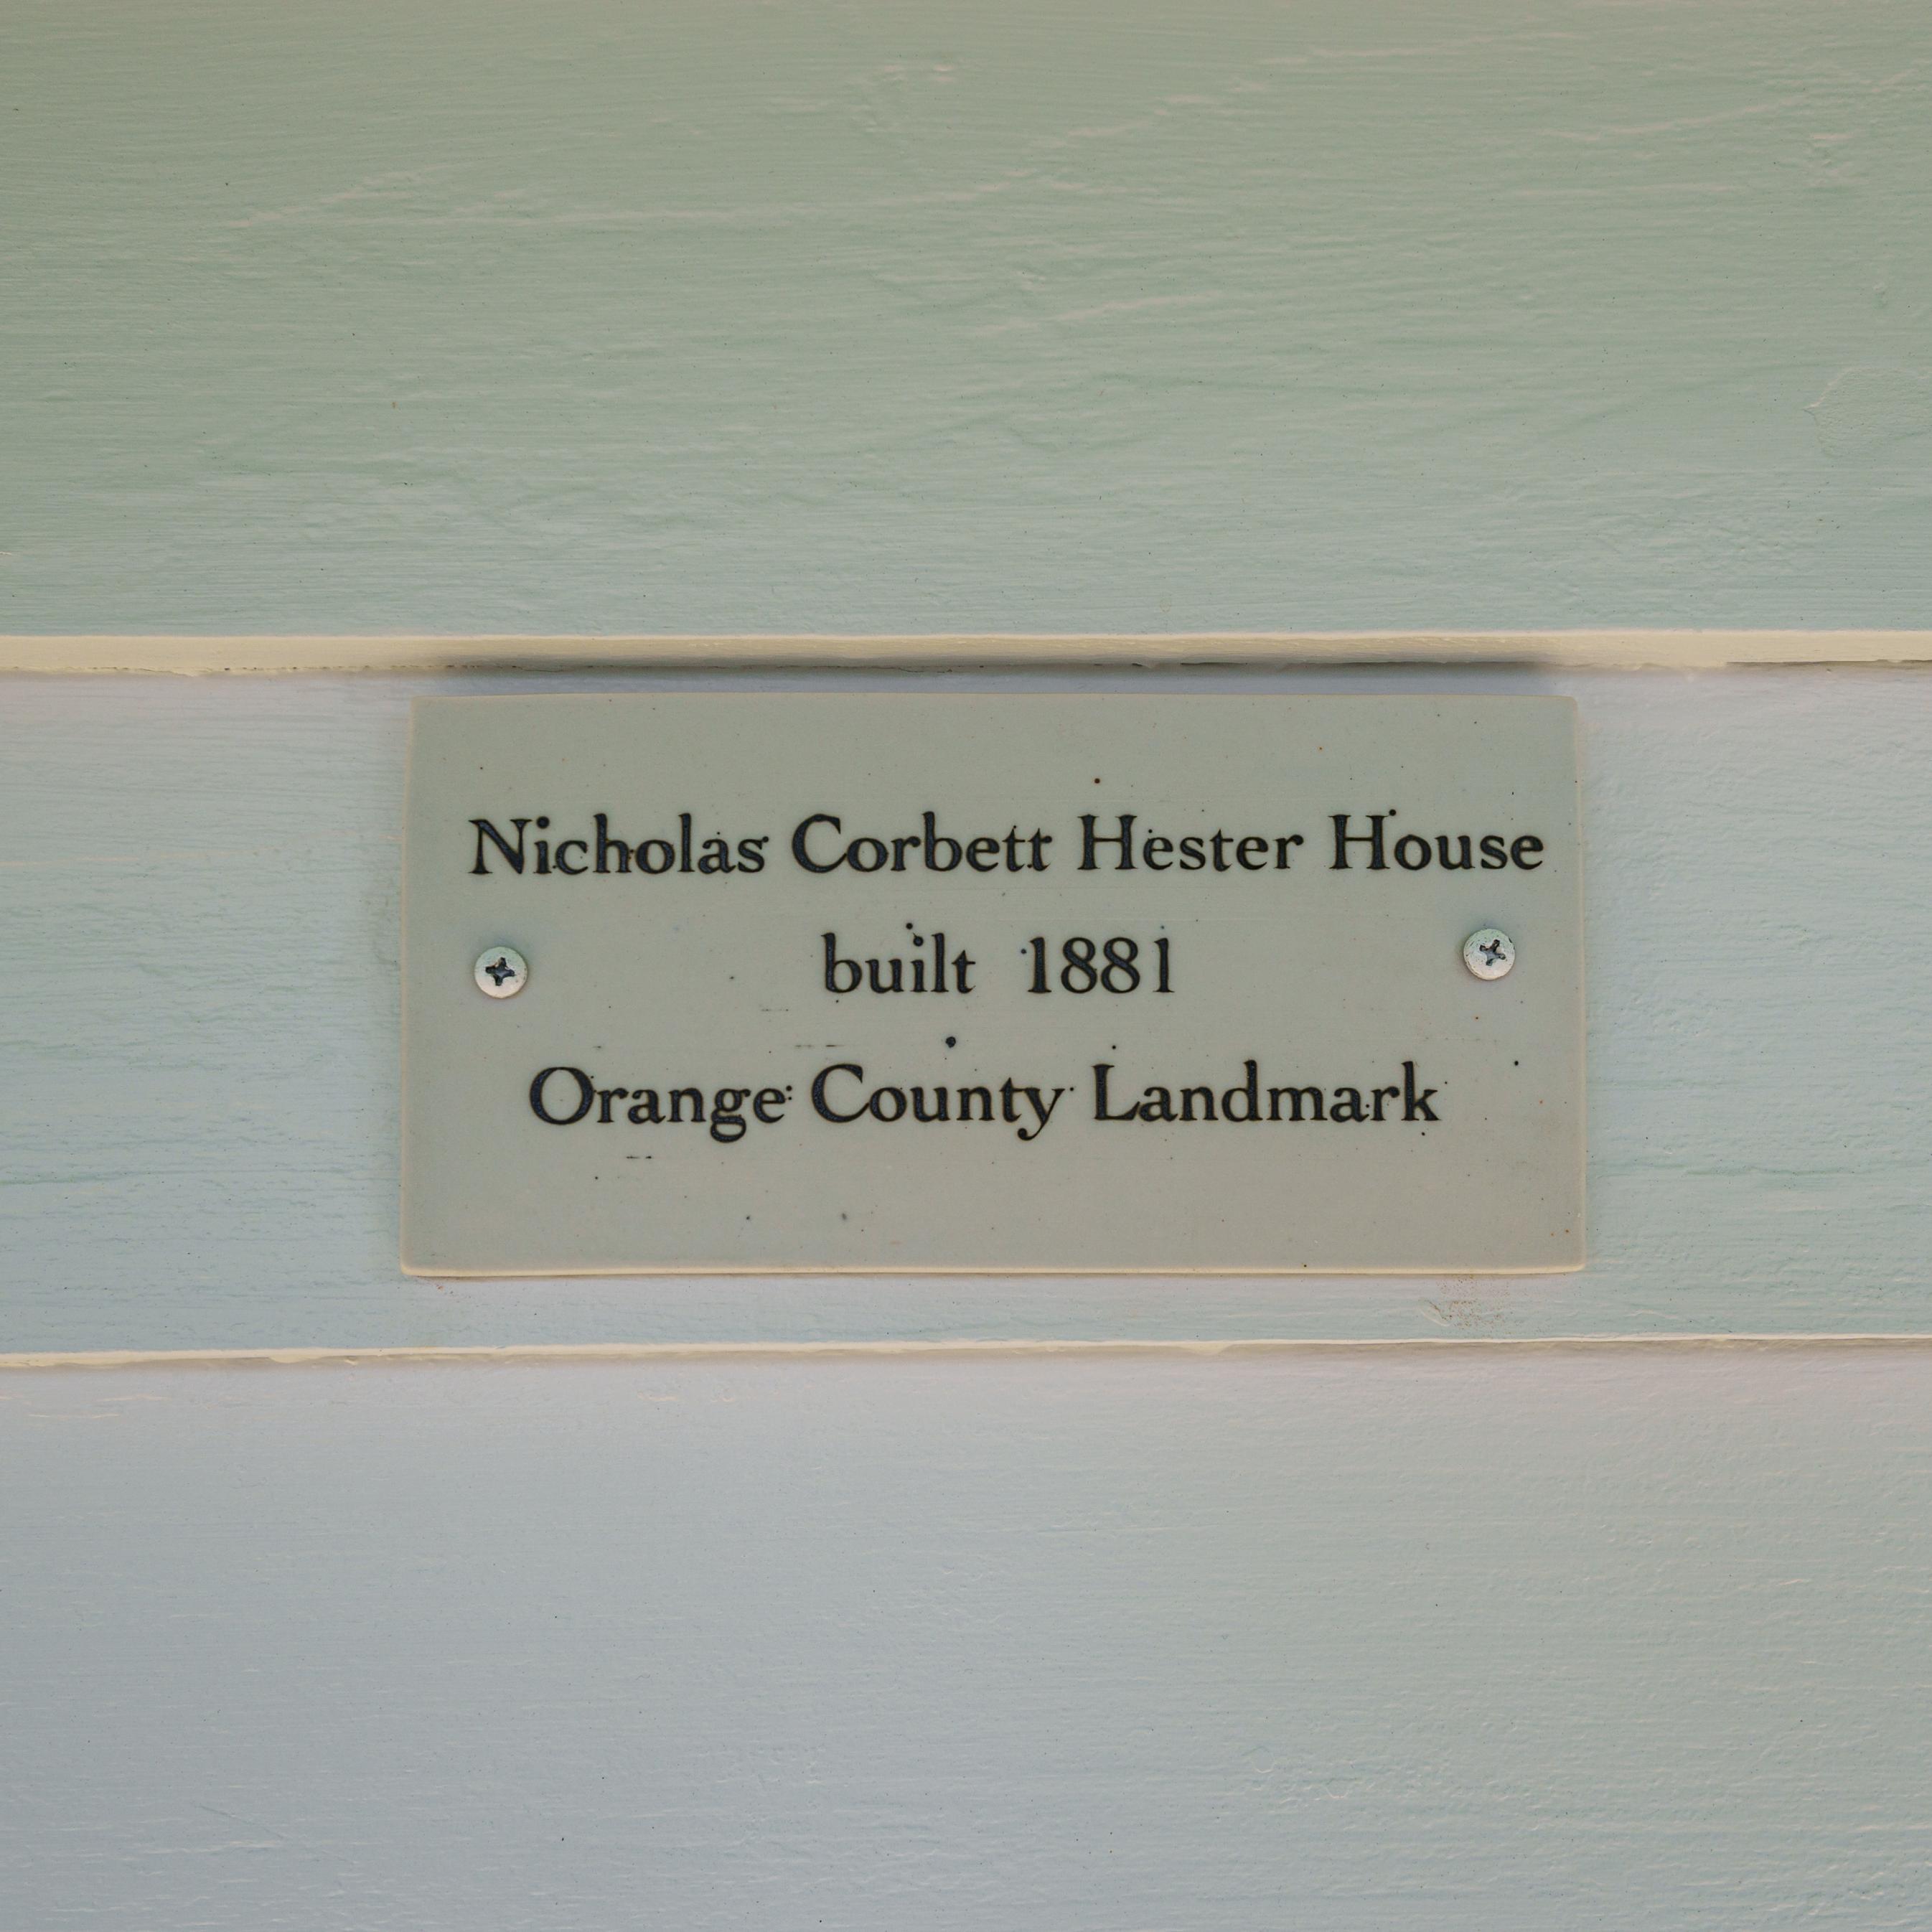 Nicholas Corbett Hester House
built 1881
Orange County Landmark